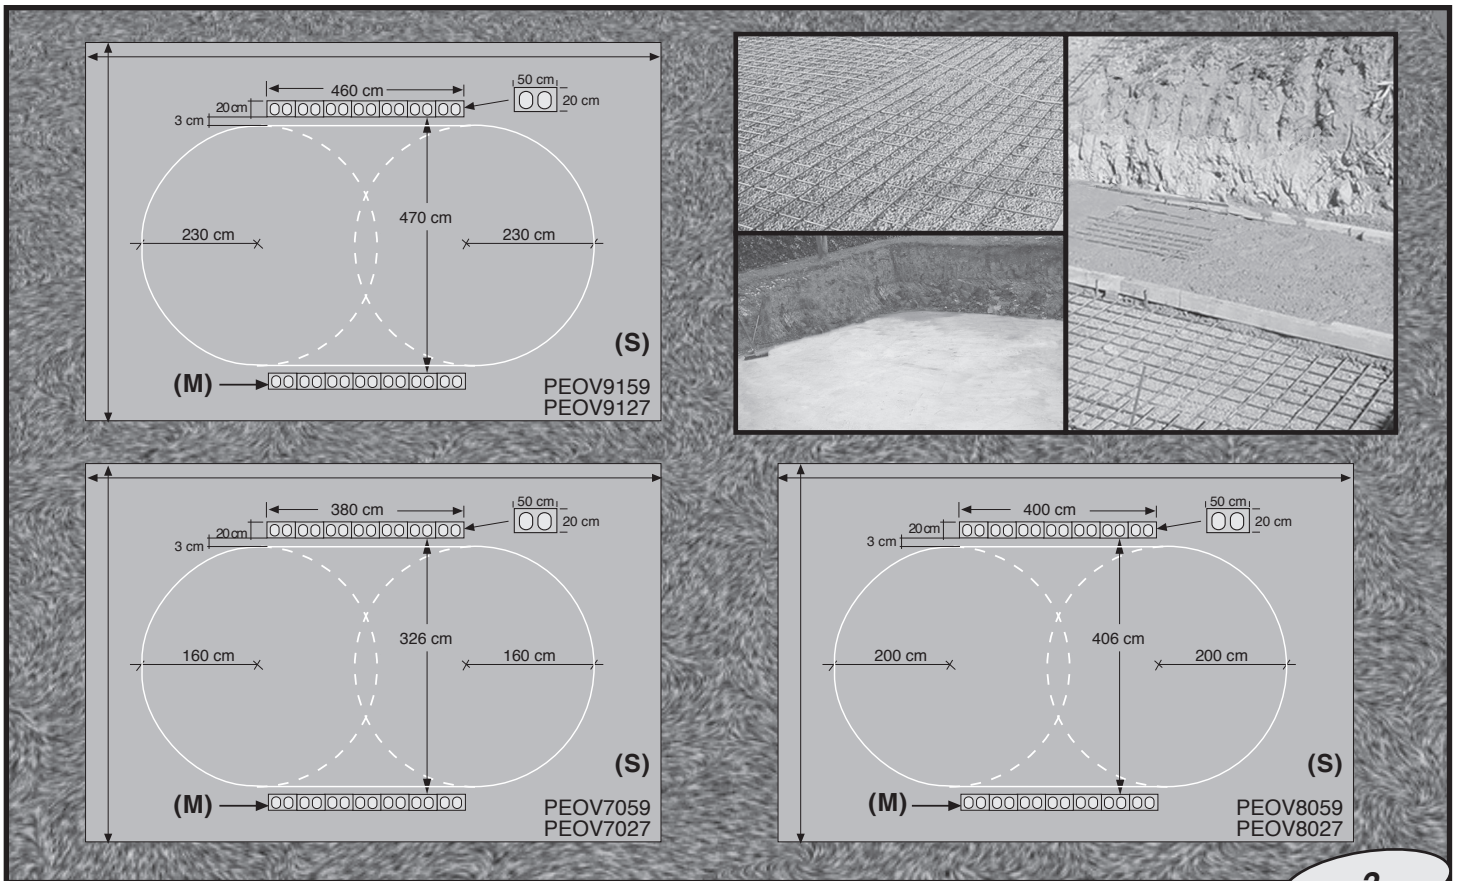 460 cm
50 cm
20 cm
20 cm
3 cm
470 cm
230 cm
230 cm
(S)
(M)
PEOV9159
PEOV9127
380 cm
50 cm
20 cm
20 cm
3 cm
326 cm
160 cm
160 cm
(S)
(M)
PEOV7059
PEOV7027
400 cm
50 cm
20 cm
20 cm
3 cm
406 cm
200 cm
200 cm
(S)
(M)
PEOV8059
PEOV8027